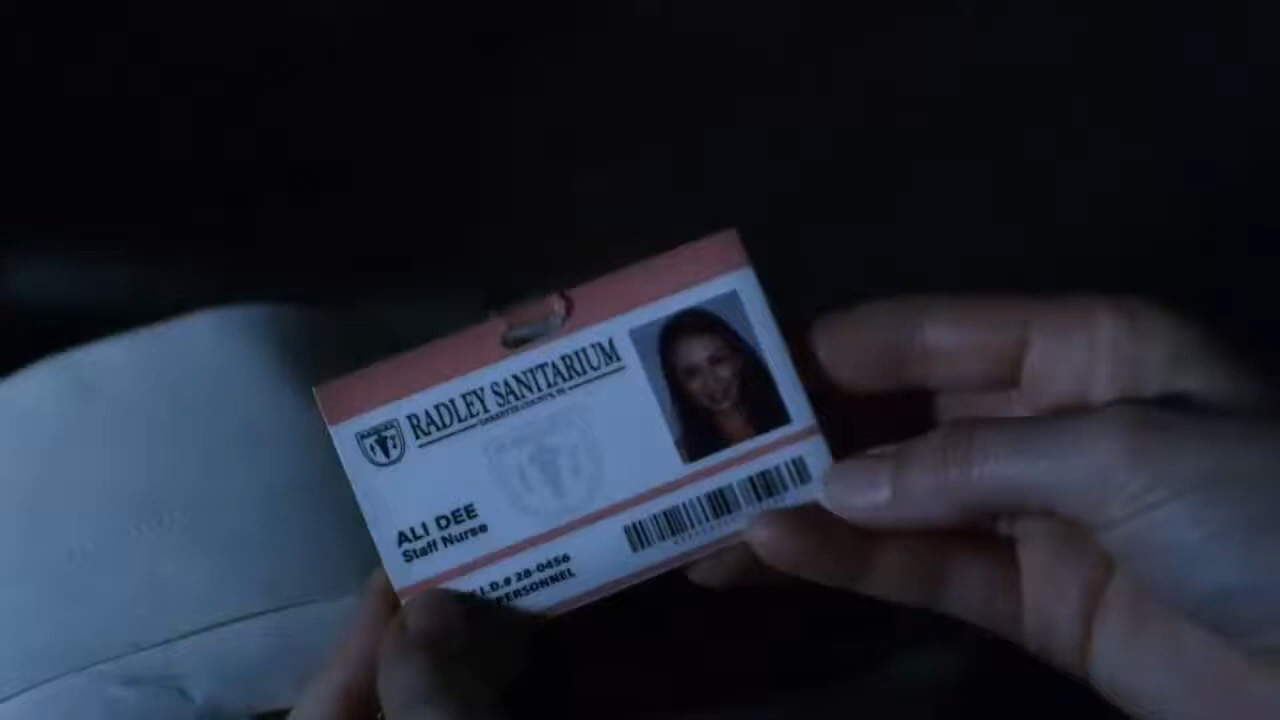 RADLEY SANITARIUM
ALI DEE
Staff Nurse
I.D.# 28-0456
PERSONNEL